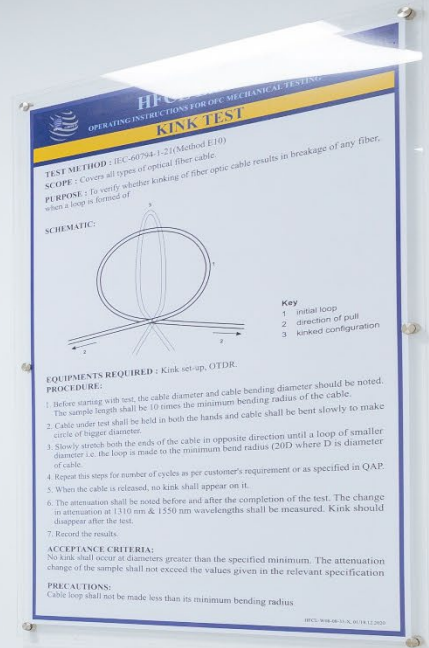 OPERATING INSTRUCTIONS FOR OFC MECHANICAL TESTING
KINK TEST
TEST METHOD : IEC-60794-1-21(Method E10)
SCOPE : Covers all types of optical fiber cable.
PURPOSE : To verify whether kinking of fiber optic cable results in breakage of any fiber,
when a loop is formed of
SCHEMATIC:
3
1
2
2
Key
1 initial loop
2 direction of pull
3 kinked configuration
EQUIPMENTS REQUIRED : Kink set-up, OTDR.
PROCEDURE:
1. Before starting with test, the cable diameter and cable bending diameter should be noted.
The sample length shall be 10 times the minimum bending radius of the cable.
2. Cable under test shall be held in both the hands and cable shall be bent slowly to make
circle of bigger diameter.
3. Slowly stretch both the ends of the cable in opposite direction until a loop of smaller
diameter i.e. the loop is made to the minimum bend radius (20D where D is diameter
of cable.
4. Repeat this steps for number of cycles as per customer's requirement or as specified in QAP.
5. When the cable is released, no kink shall appear on it.
6. The attenuation shall be noted before and after the completion of the test. The change
in attenuation at 1310 nm & 1550 nm wavelengths shall be measured. Kink should
disappear after the test.
7. Record the results.
ACCEPTANCE CRITERIA:
No kink shall occur at diameters greater than the specified minimum. The attenuation
change of the sample shall not exceed the values given in the relevant specification
PRECAUTIONS:
Cable loop shall not be made less than its minimum bending radius